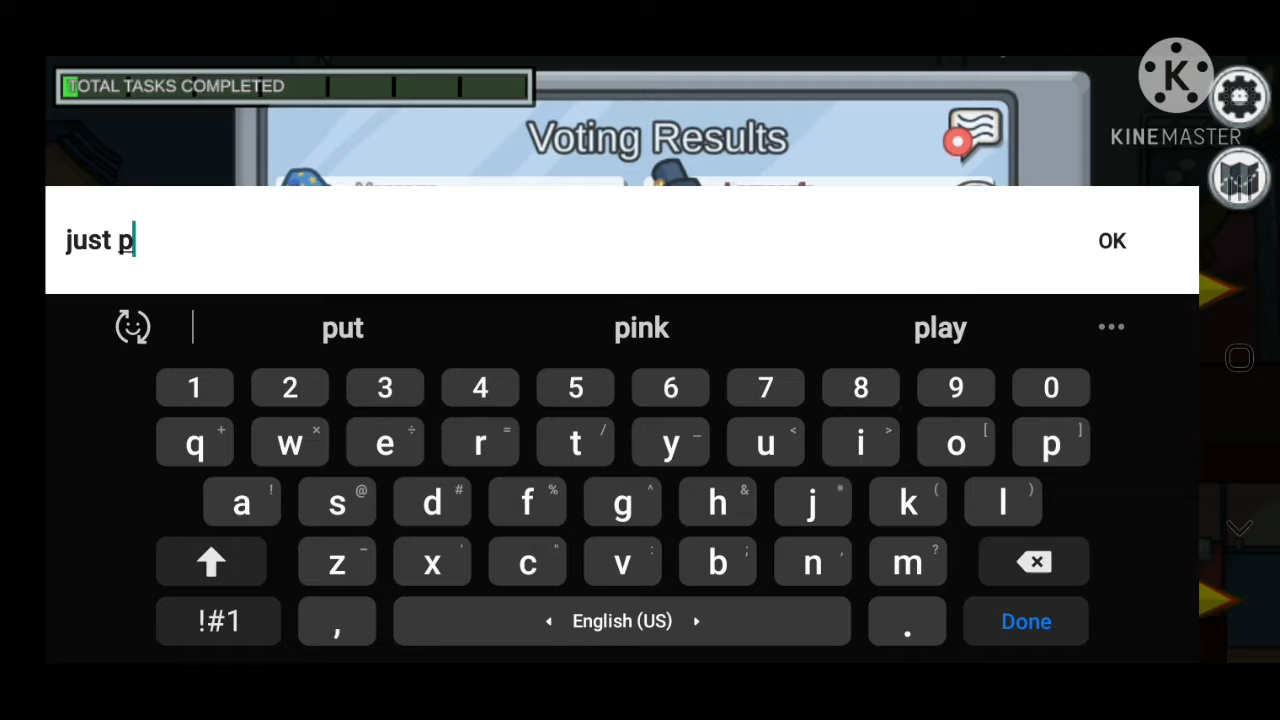 TOTAL TASKS COMPLETED
Voting Results
K
KINEMASTER
just p
OK
put pink play
1 2 3 4 5 6 7 8 9 0
q + w × e ÷ r = t / y _ u < i > o [ p ]
a ! s @ d # f % g ^ h & j * k ( l )
z - x ' c " v : b ; n , m ?
!#1 , English (US) . Done